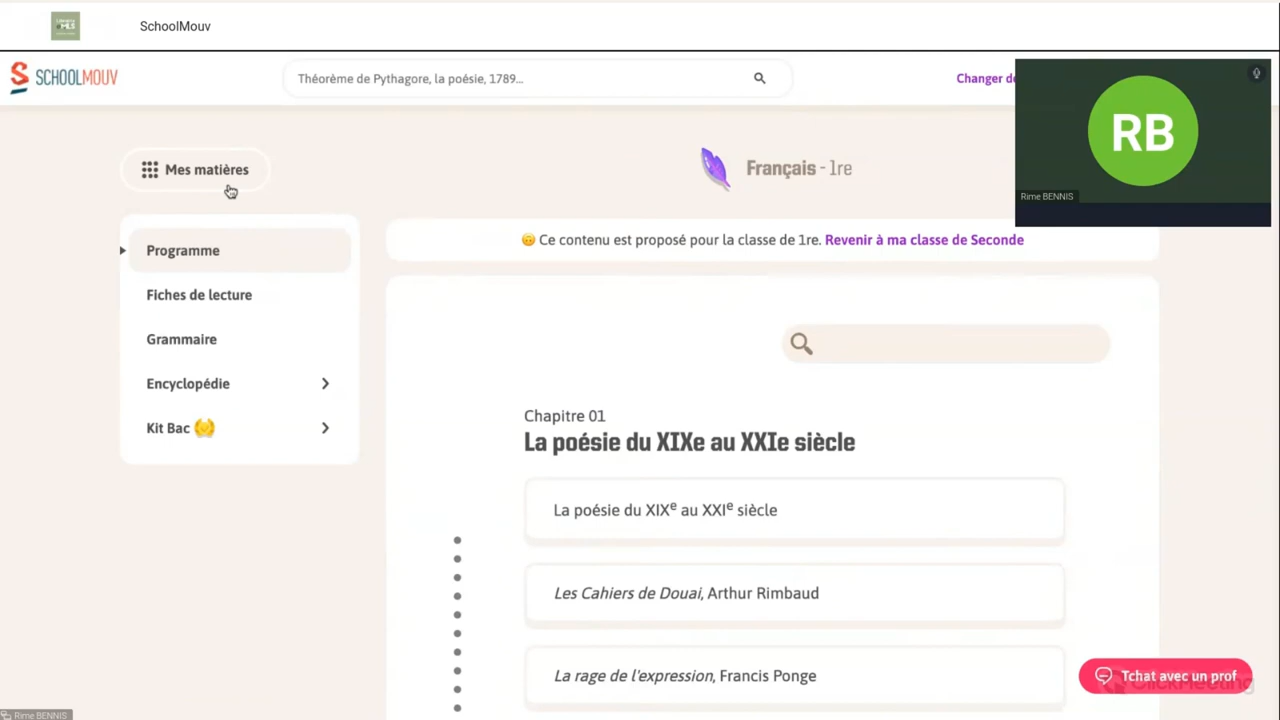 SchoolMouv
SCHOOLMOUV
Théorème de Pythagore, la poésie, 1789...
Changer de
RB
Rime BENNIS
Mes matières
Français - 1re
Programme
Fiches de lecture
Grammaire
Encyclopédie
Kit Bac
😕 Ce contenu est proposé pour la classe de 1re. Revenir à ma classe de Seconde
Chapitre 01
La poésie du XIXe au XXIe siècle
La poésie du XIXe au XXIe siècle
Les Cahiers de Douai, Arthur Rimbaud
La rage de l'expression, Francis Ponge
Tchat avec un prof
ClickMeeting
Rime BENNIS